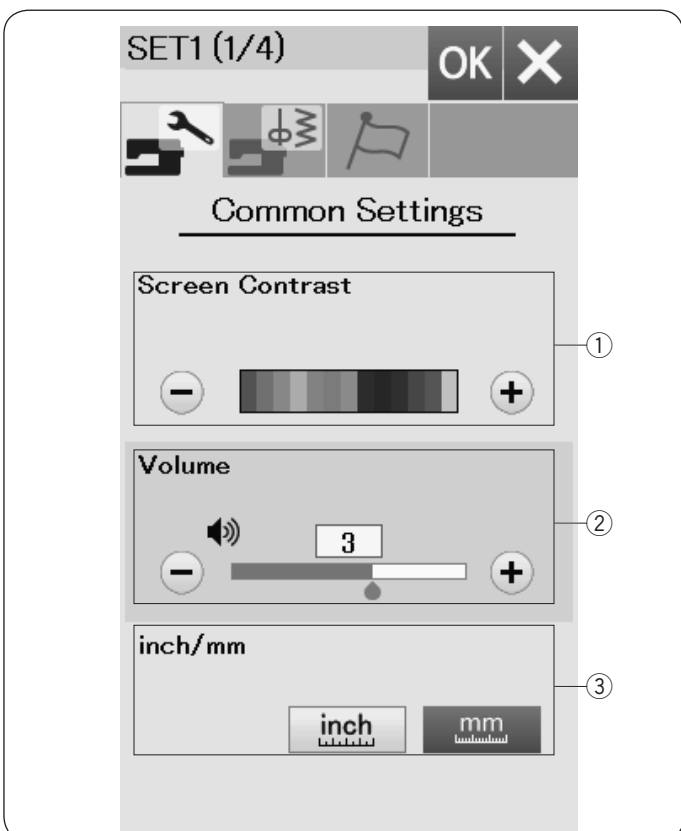 SET1 (1/4)
OK
Common Settings
Screen Contrast
①
Volume
②
3
inch/mm
③
inch
mm